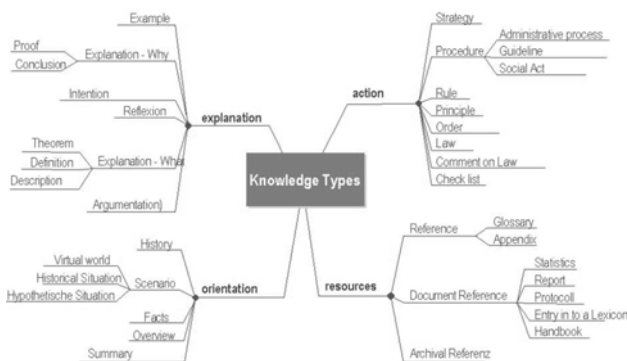 Example
Proof
Explanation - Why
Conclusion
Intention
Reflexion
explanation
Theorem
Explanation - What
Definition
Description
Argumentation)
Strategy
Administrative process
Procedure
Guideline
Social Act
action
Rule
Principle
Order
Law
Comment on Law
Check list
Knowledge Types
History
Virtual world
Scenario
Historical Situation
Hypothetische Situation
orientation
Facts
Overview
Summary
Glossary
Reference
Appendix
resources
Statistics
Report
Document Reference
Protocoll
Entry in to a Lexicon
Handbook
Archival Referenz